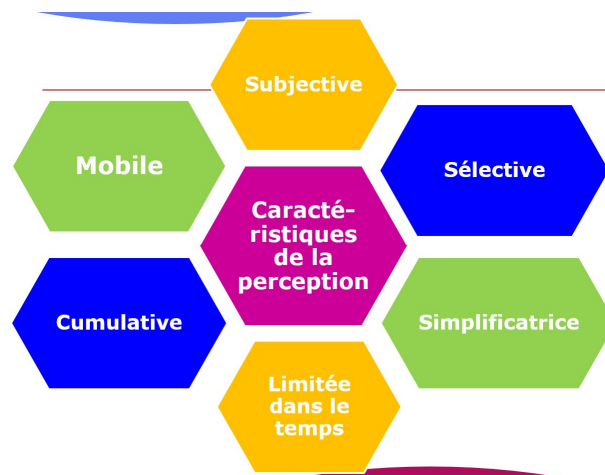 Subjective
Mobile
Sélective
Caracté–
ristiques
de la
perception
Cumulative
Simplificatrice
Limitée
dans le
temps